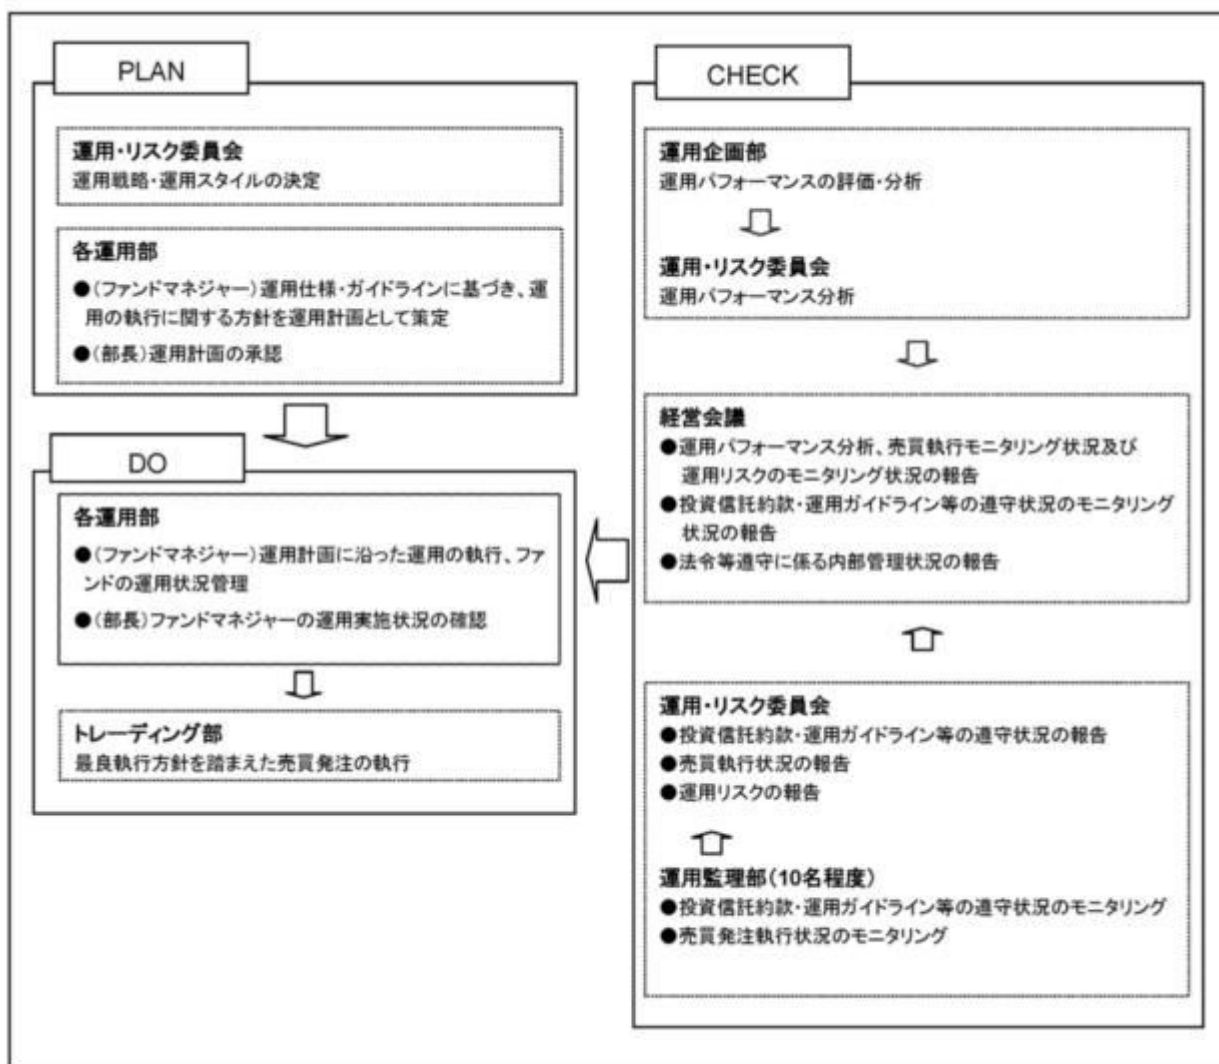 PLAN
運用・リスク委員会
運用戦略・運用スタイルの決定
各運用部
●(ファンドマネジャー)運用仕様・ガイドラインに基づき、運
用の執行に関する方針を運用計画として策定
●(部長)運用計画の承認
DO
各運用部
●(ファンドマネジャー)運用計画に沿った運用の執行、ファ
ンドの運用状況管理
●(部長)ファンドマネジャーの運用実施状況の確認
トレーディング部
最良執行方針を踏まえた売買発注の執行
CHECK
運用企画部
運用パフォーマンスの評価・分析
運用・リスク委員会
運用パフォーマンス分析
経営会議
●運用パフォーマンス分析、売買執行モニタリング状況及び
運用リスクのモニタリング状況の報告
●投資信託約款・運用ガイドライン等の遵守状況のモニタリング
状況の報告
●法令等遵守に係る内部管理状況の報告
運用・リスク委員会
●投資信託約款・運用ガイドライン等の遵守状況の報告
●売買執行状況の報告
●運用リスクの報告
運用監理部(10名程度)
●投資信託約款・運用ガイドライン等の遵守状況のモニタリング
●売買発注執行状況のモニタリング